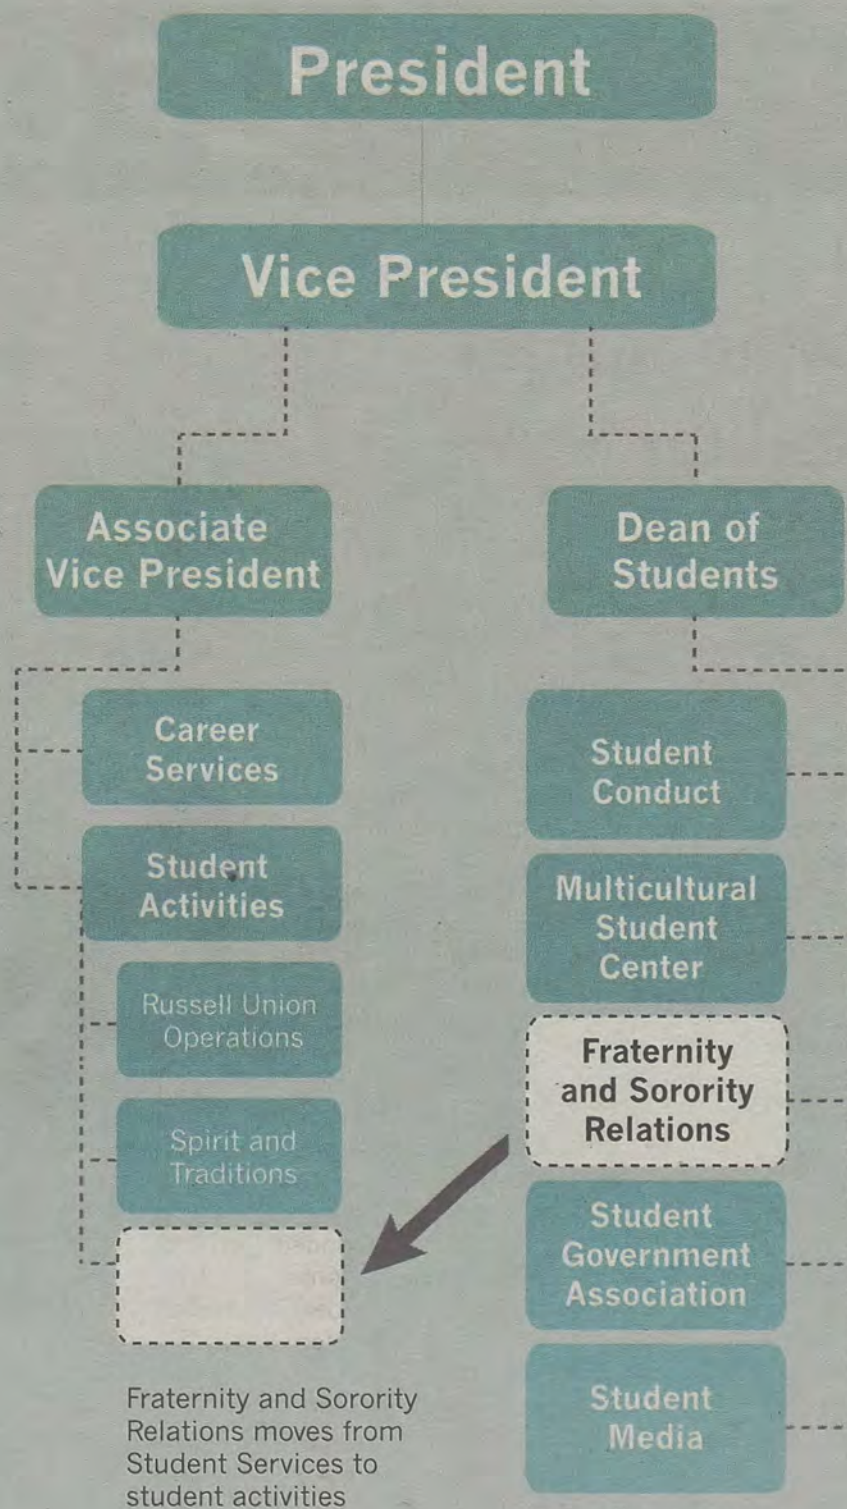 President
Vice President
Associate
Vice President
Dean of
Students
Career
Services
Student
Activities
Russell Union
Operations
Spirit and
Traditions
Student
Conduct
Multicultural
Student
Center
Fraternity
and Sorority
Relations
Student
Government
Association
Student
Media
Fraternity and Sorority
Relations moves from
Student Services to
student activities